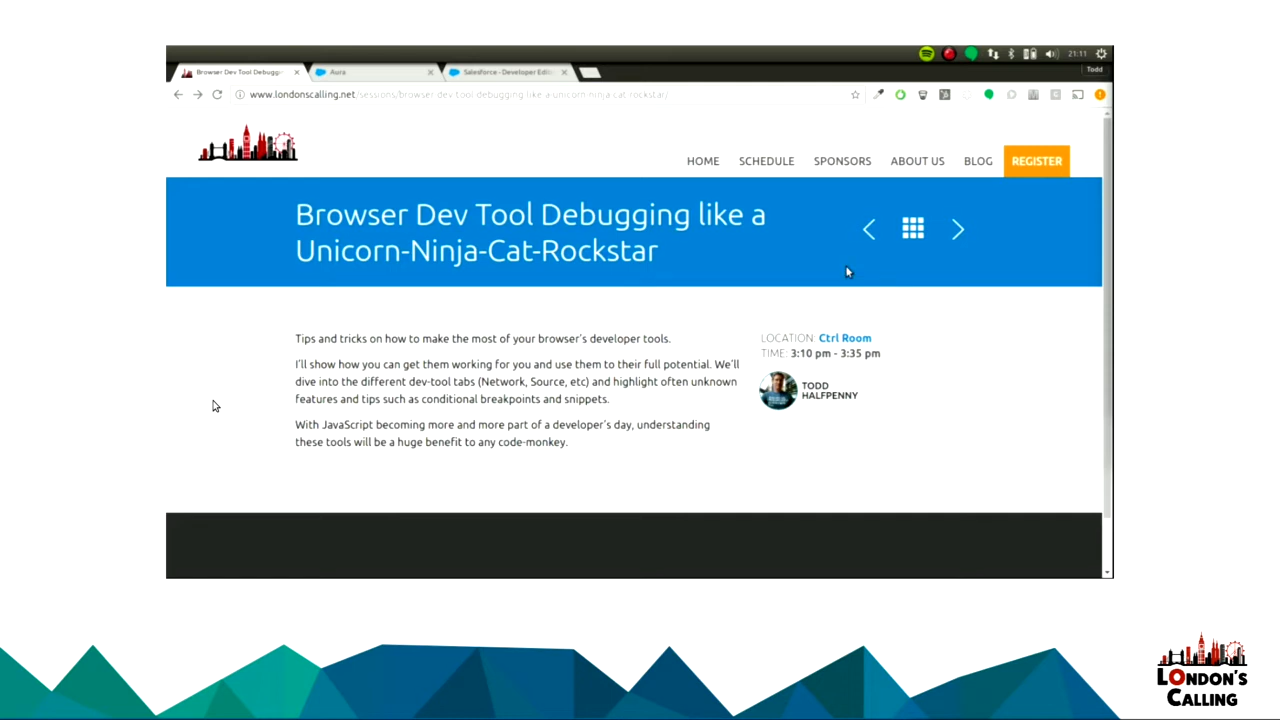 21:11
Browser Dev Tool Debuggi
Aura
Salesforce - Developer Edit
Todd
www.londonscalling.net/sessions/browser-dev-tool-debugging-like-a-unicorn-ninja-cat-rockstar/
HOME
SCHEDULE
SPONSORS
ABOUT US
BLOG
REGISTER
Browser Dev Tool Debugging like a
Unicorn-Ninja-Cat-Rockstar
Tips and tricks on how to make the most of your browser's developer tools.
I'll show how you can get them working for you and use them to their full potential. We'll
dive into the different dev-tool tabs (Network, Source, etc) and highlight often unknown
features and tips such as conditional breakpoints and snippets.
With JavaScript becoming more and more part of a developer's day, understanding
these tools will be a huge benefit to any code-monkey.
LOCATION: Ctrl Room
TIME: 3:10 pm - 3:35 pm
TODD
HALFPENNY
LONDON'S
CALLING